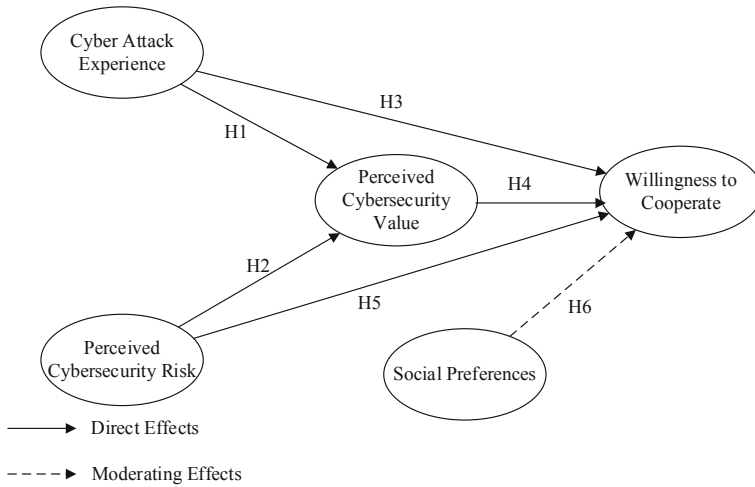 Cyber Attack
Experience
H3
H1
Perceived
Cybersecurity
Value
H4
Willingness to
Cooperate
H2
H5
H6
Perceived
Cybersecurity Risk
Social Preferences
Direct Effects
Moderating Effects